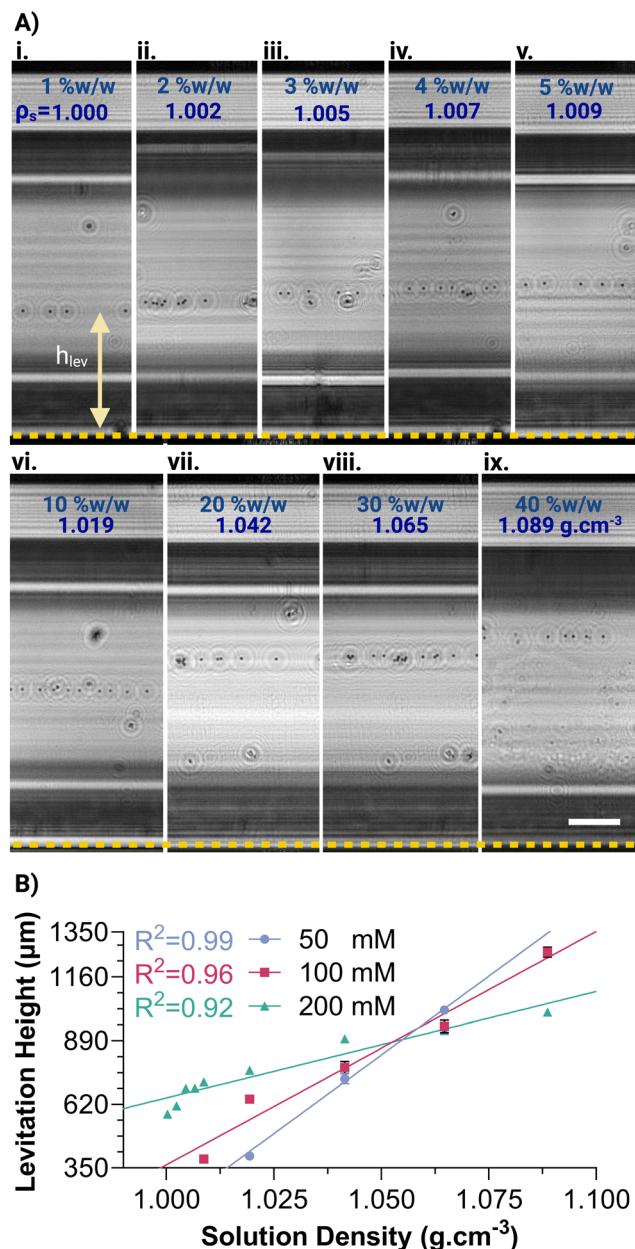 A)
i. ii. iii. iv. v.
1 %w/w 2 %w/w 3 %w/w 4 %w/w 5 %w/w
ρs=1.000 1.002 1.005 1.007 1.009
hlev
vi. vii. viii. ix.
10 %w/w 20 %w/w 30 %w/w 40 %w/w
1.019 1.042 1.065 1.089 g.cm⁻³
B)
R²=0.99 50 mM
R²=0.96 100 mM
R²=0.92 200 mM
Levitation Height (µm)
1350
1160
890
620
350
1.000 1.025 1.050 1.075 1.100
Solution Density (g.cm⁻³)